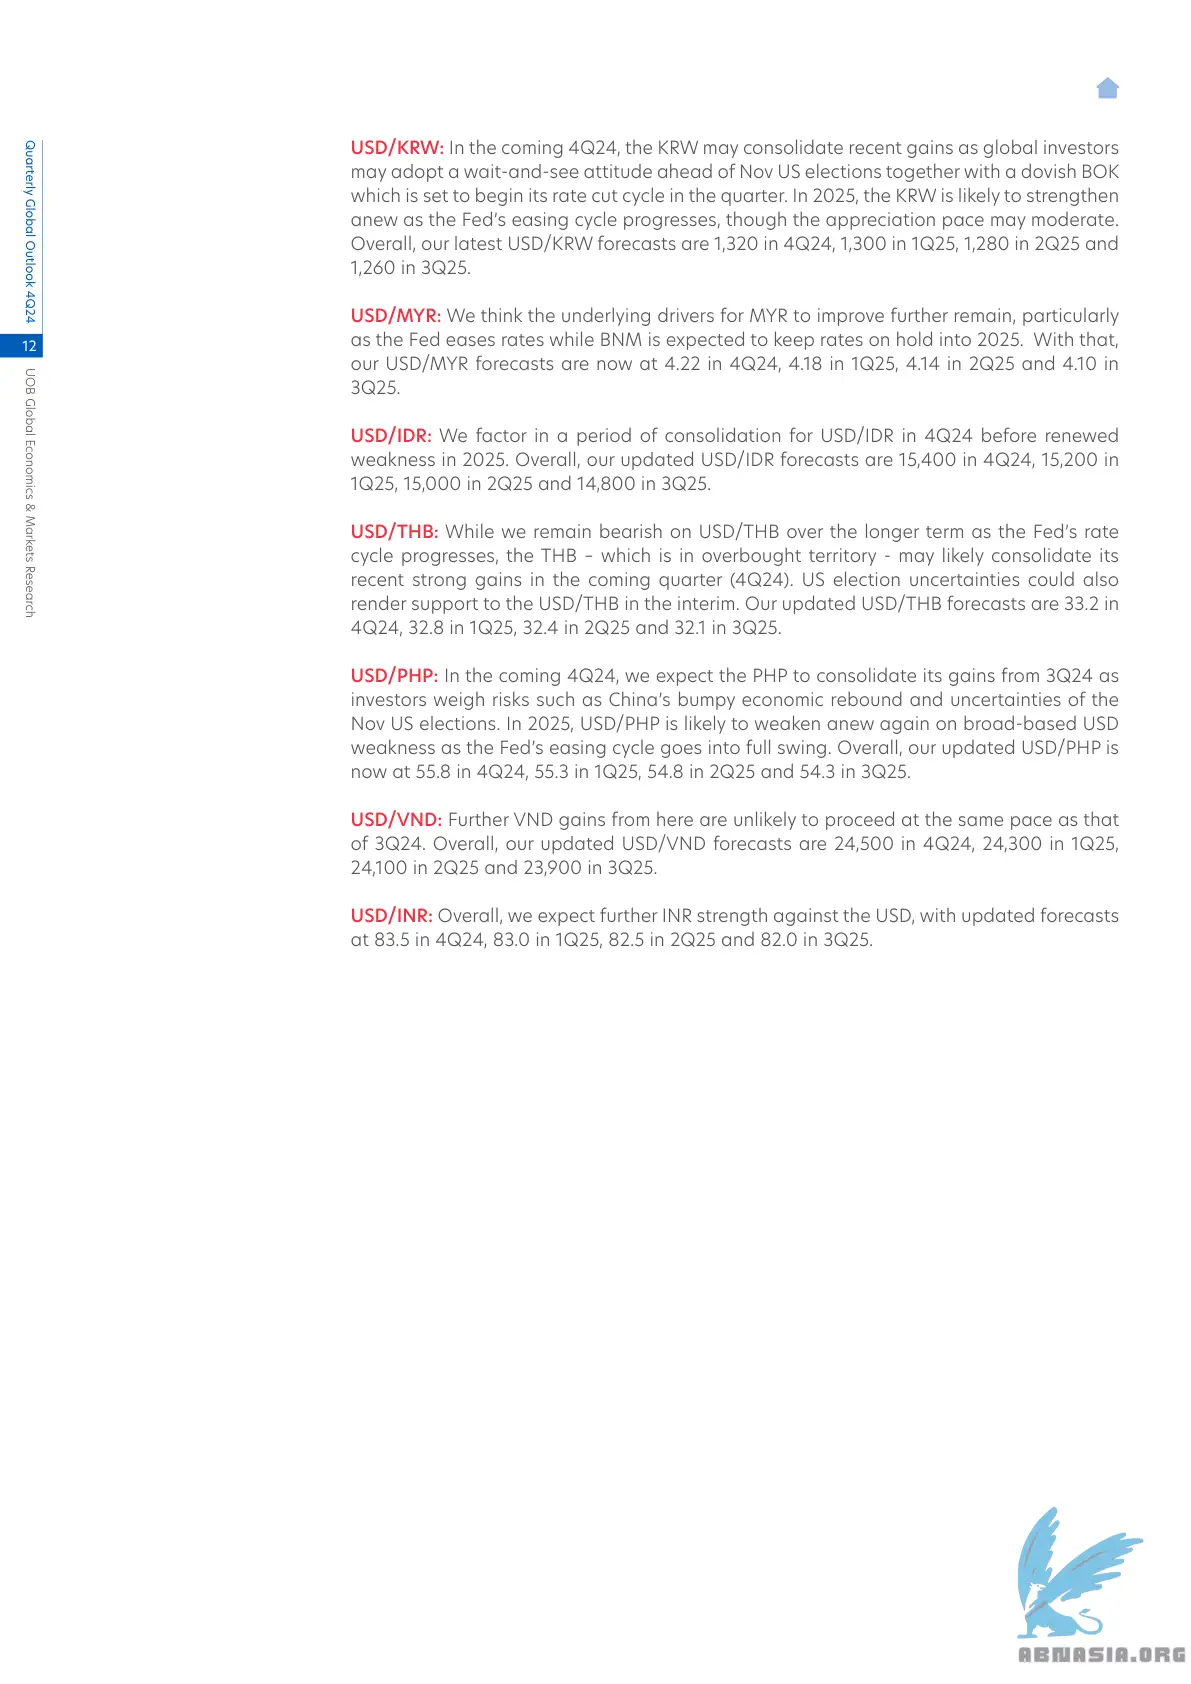 Quarterly Global Outlook 4Q24
12
UOB Global Economics & Markets Research
USD/KRW: In the coming 4Q24, the KRW may consolidate recent gains as global investors
may adopt a wait-and-see attitude ahead of Nov US elections together with a dovish BOK
which is set to begin its rate cut cycle in the quarter. In 2025, the KRW is likely to strengthen
anew as the Fed’s easing cycle progresses, though the appreciation pace may moderate.
Overall, our latest USD/KRW forecasts are 1,320 in 4Q24, 1,300 in 1Q25, 1,280 in 2Q25 and
1,260 in 3Q25.
USD/MYR: We think the underlying drivers for MYR to improve further remain, particularly
as the Fed eases rates while BNM is expected to keep rates on hold into 2025. With that,
our USD/MYR forecasts are now at 4.22 in 4Q24, 4.18 in 1Q25, 4.14 in 2Q25 and 4.10 in
3Q25.
USD/IDR: We factor in a period of consolidation for USD/IDR in 4Q24 before renewed
weakness in 2025. Overall, our updated USD/IDR forecasts are 15,400 in 4Q24, 15,200 in
1Q25, 15,000 in 2Q25 and 14,800 in 3Q25.
USD/THB: While we remain bearish on USD/THB over the longer term as the Fed’s rate
cycle progresses, the THB – which is in overbought territory - may likely consolidate its
recent strong gains in the coming quarter (4Q24). US election uncertainties could also
render support to the USD/THB in the interim. Our updated USD/THB forecasts are 33.2 in
4Q24, 32.8 in 1Q25, 32.4 in 2Q25 and 32.1 in 3Q25.
USD/PHP: In the coming 4Q24, we expect the PHP to consolidate its gains from 3Q24 as
investors weigh risks such as China’s bumpy economic rebound and uncertainties of the
Nov US elections. In 2025, USD/PHP is likely to weaken anew again on broad-based USD
weakness as the Fed’s easing cycle goes into full swing. Overall, our updated USD/PHP is
now at 55.8 in 4Q24, 55.3 in 1Q25, 54.8 in 2Q25 and 54.3 in 3Q25.
USD/VND: Further VND gains from here are unlikely to proceed at the same pace as that
of 3Q24. Overall, our updated USD/VND forecasts are 24,500 in 4Q24, 24,300 in 1Q25,
24,100 in 2Q25 and 23,900 in 3Q25.
USD/INR: Overall, we expect further INR strength against the USD, with updated forecasts
at 83.5 in 4Q24, 83.0 in 1Q25, 82.5 in 2Q25 and 82.0 in 3Q25.
ABNASIA.ORG